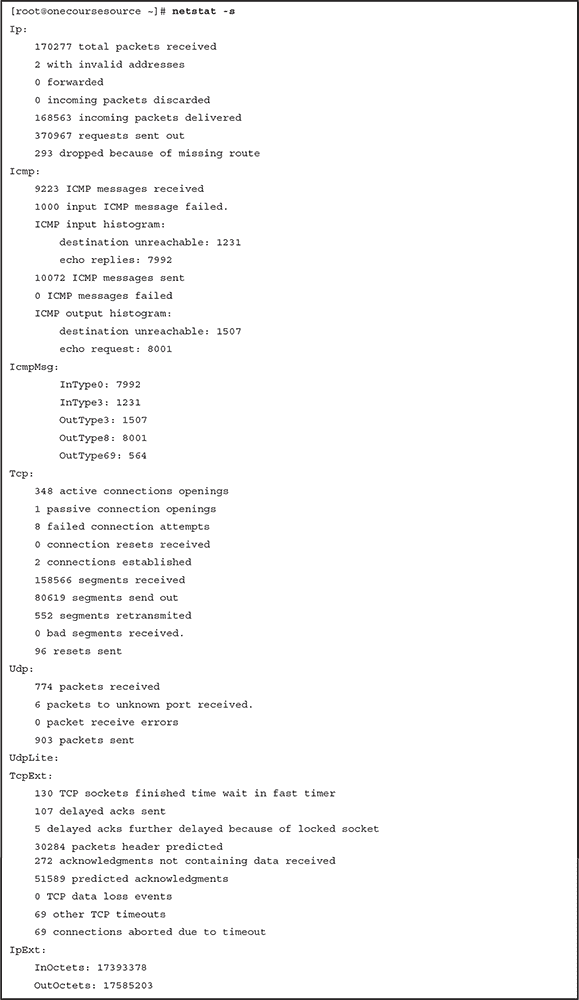 [root@onecoursesource ~]# netstat -s
Ip:
170277 total packets received
2 with invalid addresses
0 forwarded
0 incoming packets discarded
168563 incoming packets delivered
370967 requests sent out
293 dropped because of missing route
Icmp:
9223 ICMP messages received
1000 input ICMP message failed.
ICMP input histogram:
destination unreachable: 1231
echo replies: 7992
10072 ICMP messages sent
0 ICMP messages failed
ICMP output histogram:
destination unreachable: 1507
echo request: 8001
IcmpMsg:
InType0: 7992
InType3: 1231
OutType3: 1507
OutType8: 8001
OutType69: 564
Tcp:
348 active connections openings
1 passive connection openings
8 failed connection attempts
0 connection resets received
2 connections established
158566 segments received
80619 segments send out
552 segments retransmited
0 bad segments received.
96 resets sent
Udp:
774 packets received
6 packets to unknown port received.
0 packet receive errors
903 packets sent
UdpLite:
TcpExt:
130 TCP sockets finished time wait in fast timer
107 delayed acks sent
5 delayed acks further delayed because of locked socket
30284 packets header predicted
272 acknowledgments not containing data received
51589 predicted acknowledgments
0 TCP data loss events
69 other TCP timeouts
69 connections aborted due to timeout
IpExt:
InOctets: 17393378
OutOctets: 17585203